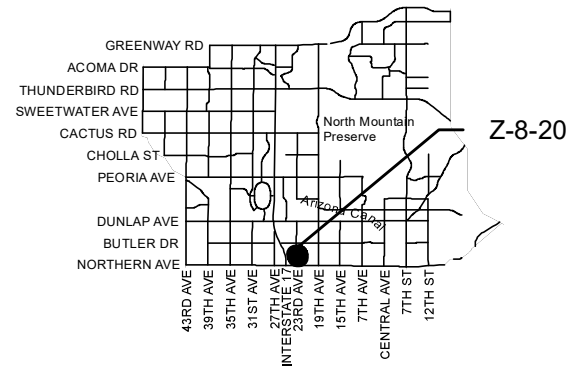 GREENWAY RD
ACOMA DR
THUNDERBIRD RD
SWEETWATER AVE
CACTUS RD
CHOLLA ST
PEORIA AVE
DUNLAP AVE
BUTLER DR
NORTHERN AVE
North Mountain
Preserve
Z-8-20
Arizona Canal
43RD AVE
39TH AVE
35TH AVE
31ST AVE
27TH AVE
INTERSTATE 17
23RD AVE
19TH AVE
15TH AVE
7TH AVE
CENTRAL AVE
7TH ST
12TH ST